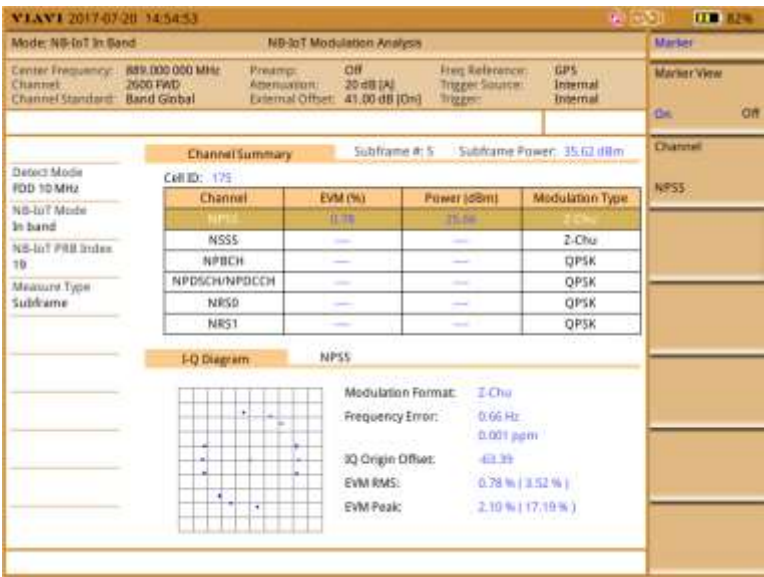 VIAVI 2017-07-20 14:54:53 82%
Mode: NB-IoT In Band NB-IoT Modulation Analysis Marker
Center Frequency: 889.000 000 MHz Preamp: Off Freq Reference: GPS
Channel: 2600 FWD Attenuation: 20 dB [A] Trigger Source: Internal
Channel Standard: Band Global External Offset: 41.00 dB [On] Trigger: Internal
Marker View
On Off
Channel
NPSS
Channel Summary Subframe #: 5 Subframe Power: 35.62 dBm
Detect Mode
FDD 10 MHz
NB-IoT Mode
In band
NB-IoT PRB Index
19
Measure Type
Subframe
Cell ID: 175
Channel EVM (%) Power (dBm) Modulation Type
NPSS 0.78 Z-Chu
NSSS ---- ---- Z-Chu
NPBCH ---- ---- QPSK
NPDSCH/NPDCCH ---- ---- QPSK
NRS0 ---- ---- QPSK
NRS1 ---- ---- QPSK
I-Q Diagram NPSS
Modulation Format: Z-Chu
Frequency Error: 0.66 Hz
0.001 ppm
IQ Origin Offset: -63.39
EVM RMS: 0.78 % ( 3.52 % )
EVM Peak: 2.10 % ( 17.19 % )